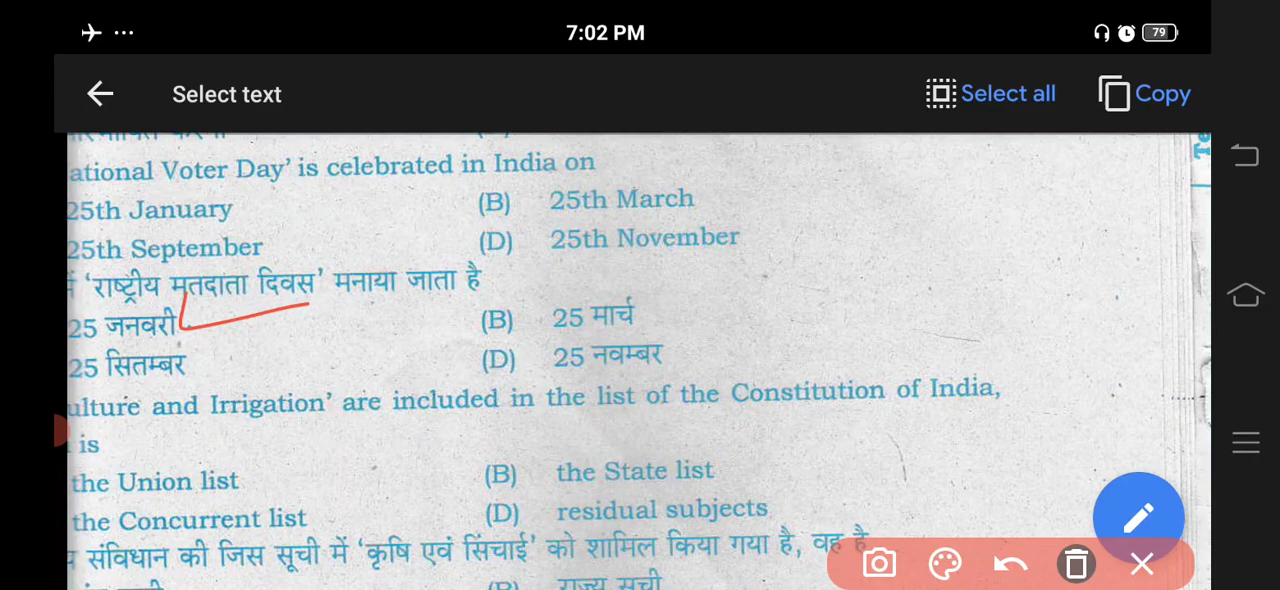 7:02 PM
79
Select text
Select all
Copy
ational Voter Day' is celebrated in India on
25th January (B) 25th March
25th September (D) 25th November
'राष्ट्रीय मतदाता दिवस' मनाया जाता है
25 जनवरी (B) 25 मार्च
25 सितम्बर (D) 25 नवम्बर
ulture and Irrigation' are included in the list of the Constitution of India,
is
the Union list (B) the State list
the Concurrent list (D) residual subjects
संविधान की जिस सूची में 'कृषि एवं सिंचाई' को शामिल किया गया है, वह है
(B) राज्य सूची